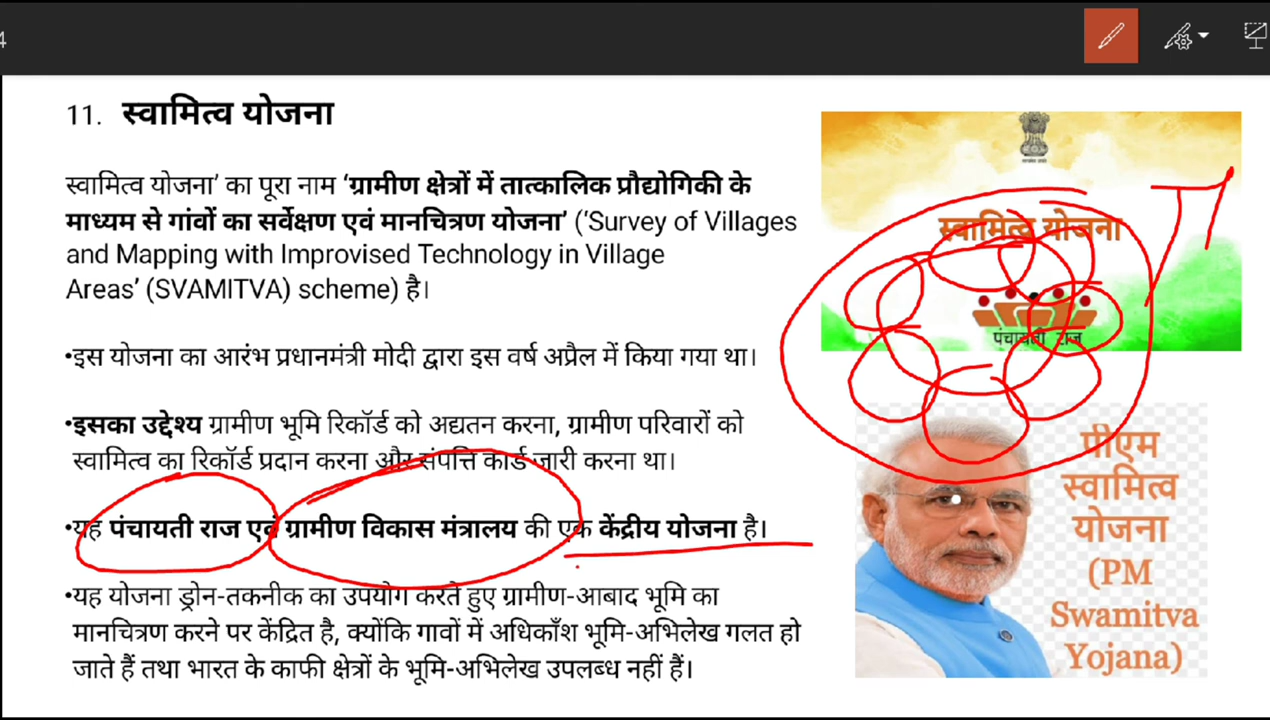 4
11. स्वामित्व योजना
स्वामित्व योजना’ का पूरा नाम ‘ग्रामीण क्षेत्रों में तात्कालिक प्रौद्योगिकी के
माध्यम से गांवों का सर्वेक्षण एवं मानचित्रण योजना’ (‘Survey of Villages
and Mapping with Improvised Technology in Village
Areas’ (SVAMITVA) scheme) है।
•इस योजना का आरंभ प्रधानमंत्री मोदी द्वारा इस वर्ष अप्रैल में किया गया था।
•इसका उद्देश्य ग्रामीण भूमि रिकॉर्ड को अद्यतन करना, ग्रामीण परिवारों को
स्वामित्व का रिकॉर्ड प्रदान करना और संपत्ति कार्ड जारी करना था।
•यह पंचायती राज एवं ग्रामीण विकास मंत्रालय की एक केंद्रीय योजना है।
•यह योजना ड्रोन-तकनीक का उपयोग करते हुए ग्रामीण-आबाद भूमि का
मानचित्रण करने पर केंद्रित है, क्योंकि गावों में अधिकाँश भूमि-अभिलेख गलत हो
जाते हैं तथा भारत के काफी क्षेत्रों के भूमि-अभिलेख उपलब्ध नहीं हैं।
स्वामित्व योजना
पंचायती राज
पीएम
स्वामित्व
योजना
(PM
Swamitva
Yojana)